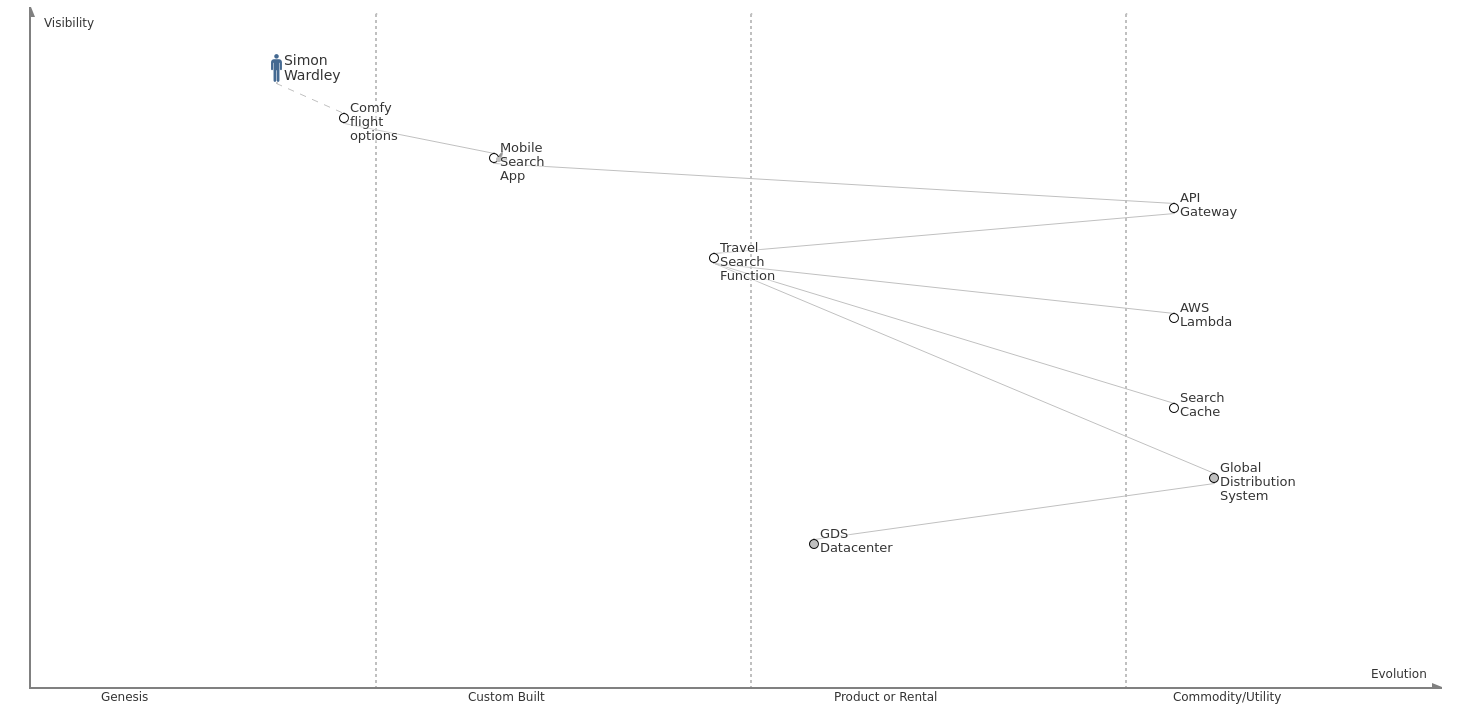 Visibility
Simon
Wardley
Comfy
flight
options
Mobile
Search
App
API
Gateway
Travel
Search
Function
AWS
Lambda
Search
Cache
Global
Distribution
System
GDS
Datacenter
Evolution
Genesis
Custom Built
Product or Rental
Commodity/Utility